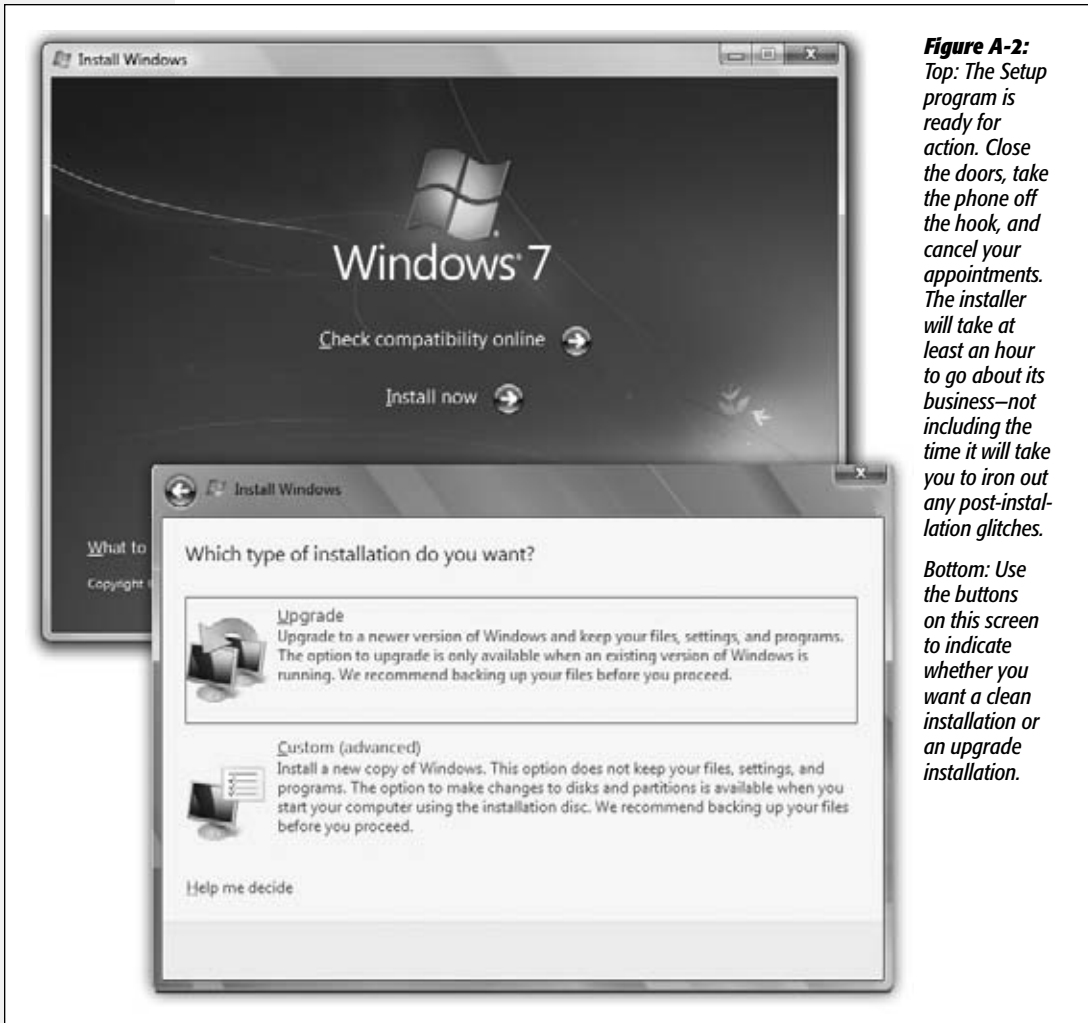 Install Windows
Windows® 7
Check compatibility online
Install now
What to
Copyright
Install Windows
Which type of installation do you want?
Upgrade
Upgrade to a newer version of Windows and keep your files, settings, and programs.
The option to upgrade is only available when an existing version of Windows is
running. We recommend backing up your files before you proceed.
Custom (advanced)
Install a new copy of Windows. This option does not keep your files, settings, and
programs. The option to make changes to disks and partitions is available when you
start your computer using the installation disc. We recommend backing up your files
before you proceed.
Help me decide
Figure A-2:
Top: The Setup
program is
ready for
action. Close
the doors, take
the phone off
the hook, and
cancel your
appointments.
The installer
will take at
least an hour
to go about its
business—not
including the
time it will take
you to iron out
any post-instal-
lation glitches.
Bottom: Use
the buttons
on this screen
to indicate
whether you
want a clean
installation or
an upgrade
installation.